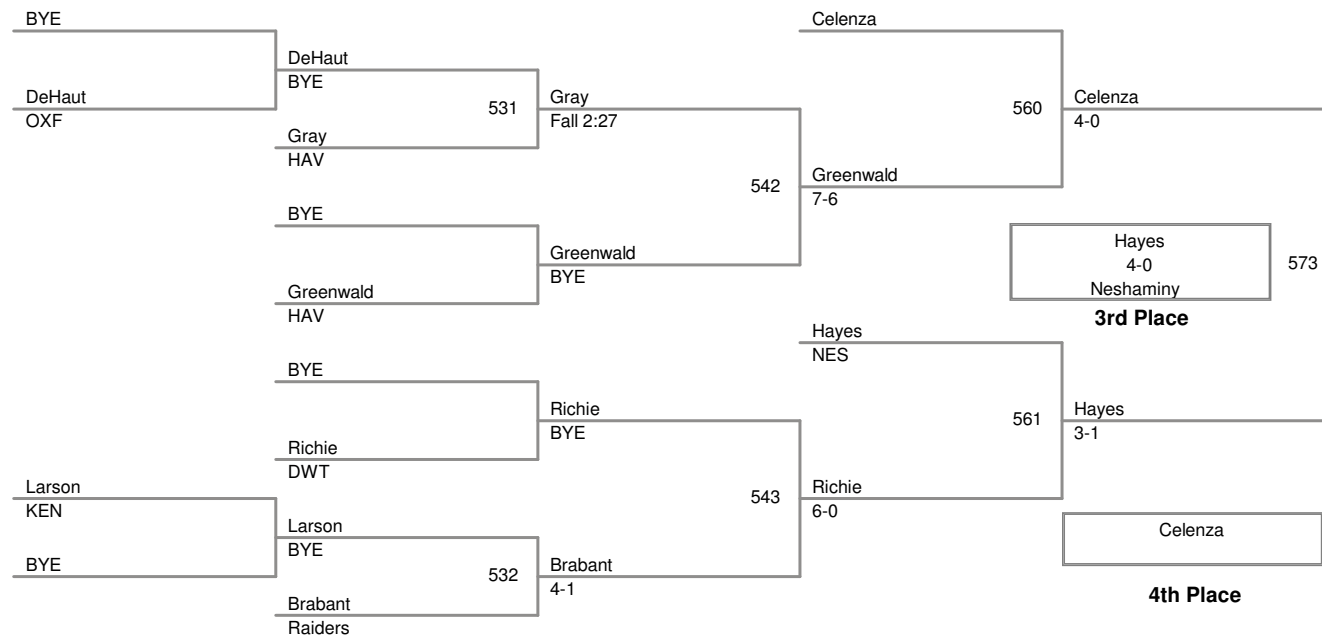 BYE
DeHaut
OXF
DeHaut
BYE
Gray
HAV
531
Gray
Fall 2:27
BYE
Greenwald
HAV
Greenwald
BYE
542
Greenwald
7-6
Celenza
560
Celenza
4-0
Hayes
4-0
Neshaminy
573
3rd Place
BYE
Richie
DWT
Richie
BYE
Larson
KEN
BYE
Larson
BYE
Brabant
Raiders
532
Brabant
4-1
543
Richie
6-0
Hayes
NES
561
Hayes
3-1
Celenza
4th Place